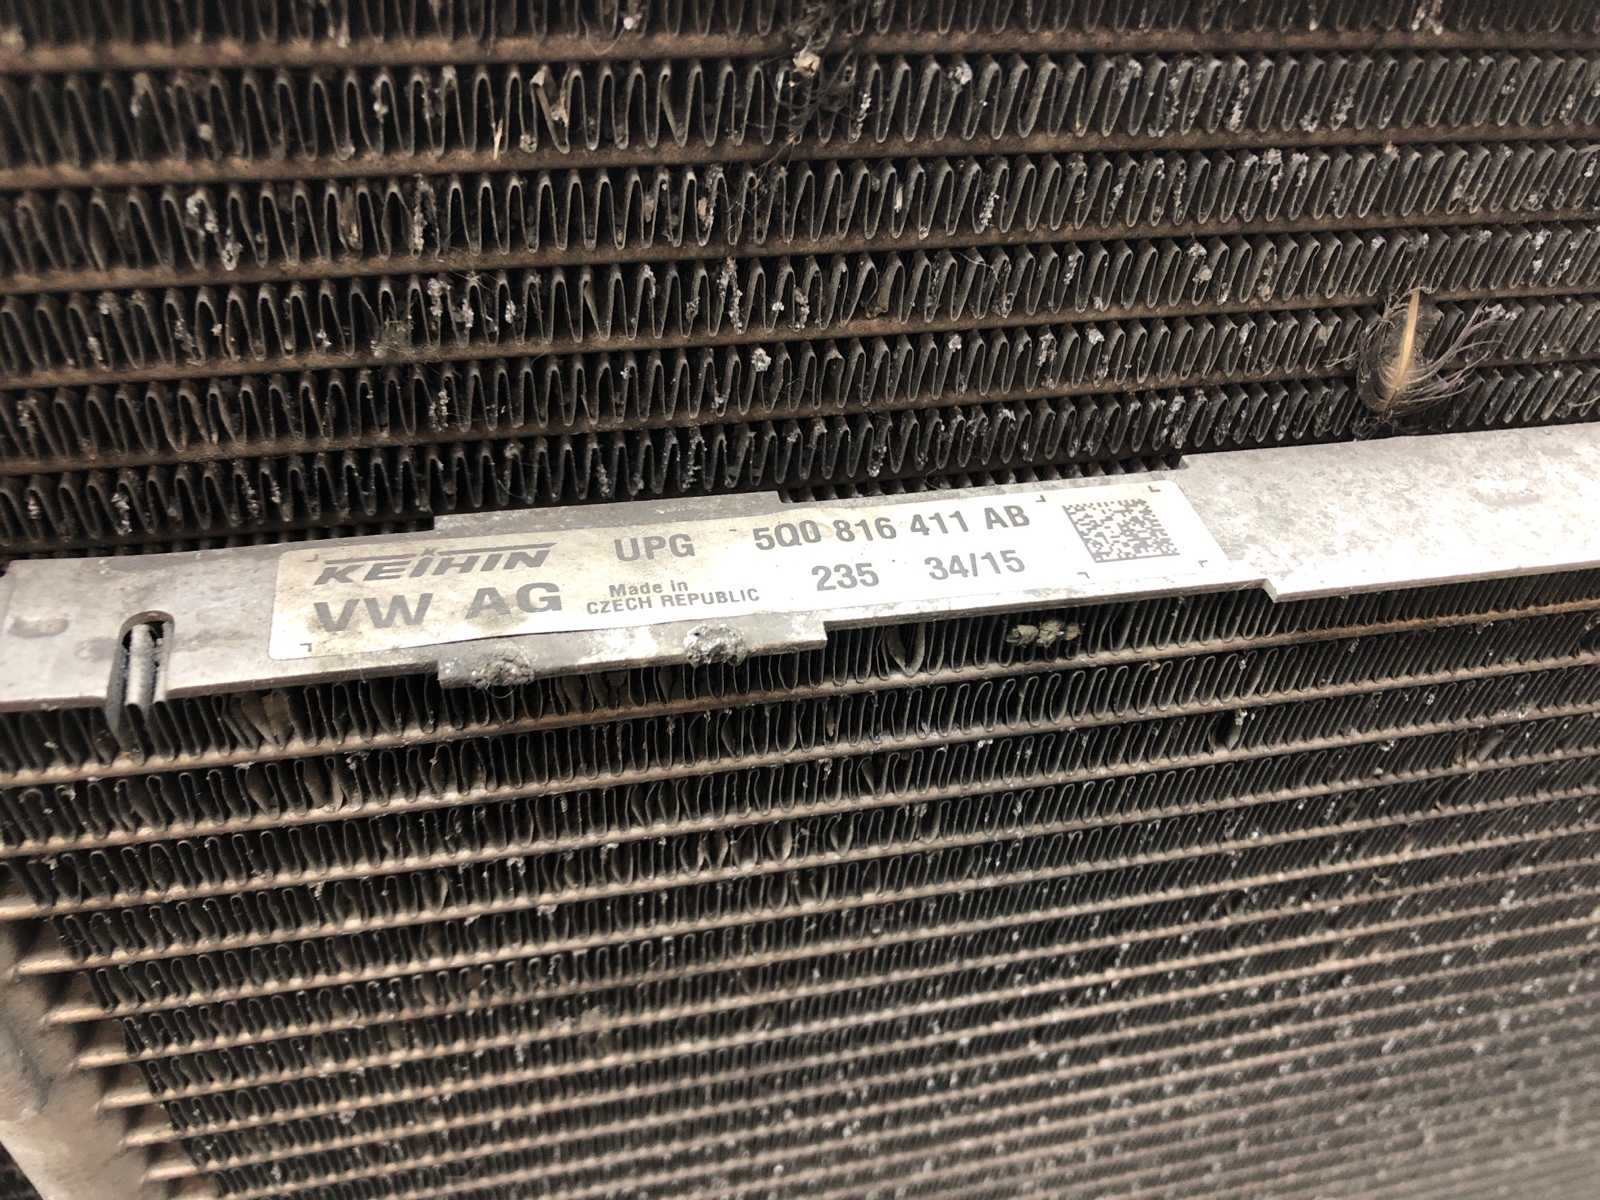 KEIHIN UPG 5Q0 816 411 AB
VW AG Made in 235 34/15
CZECH REPUBLIC